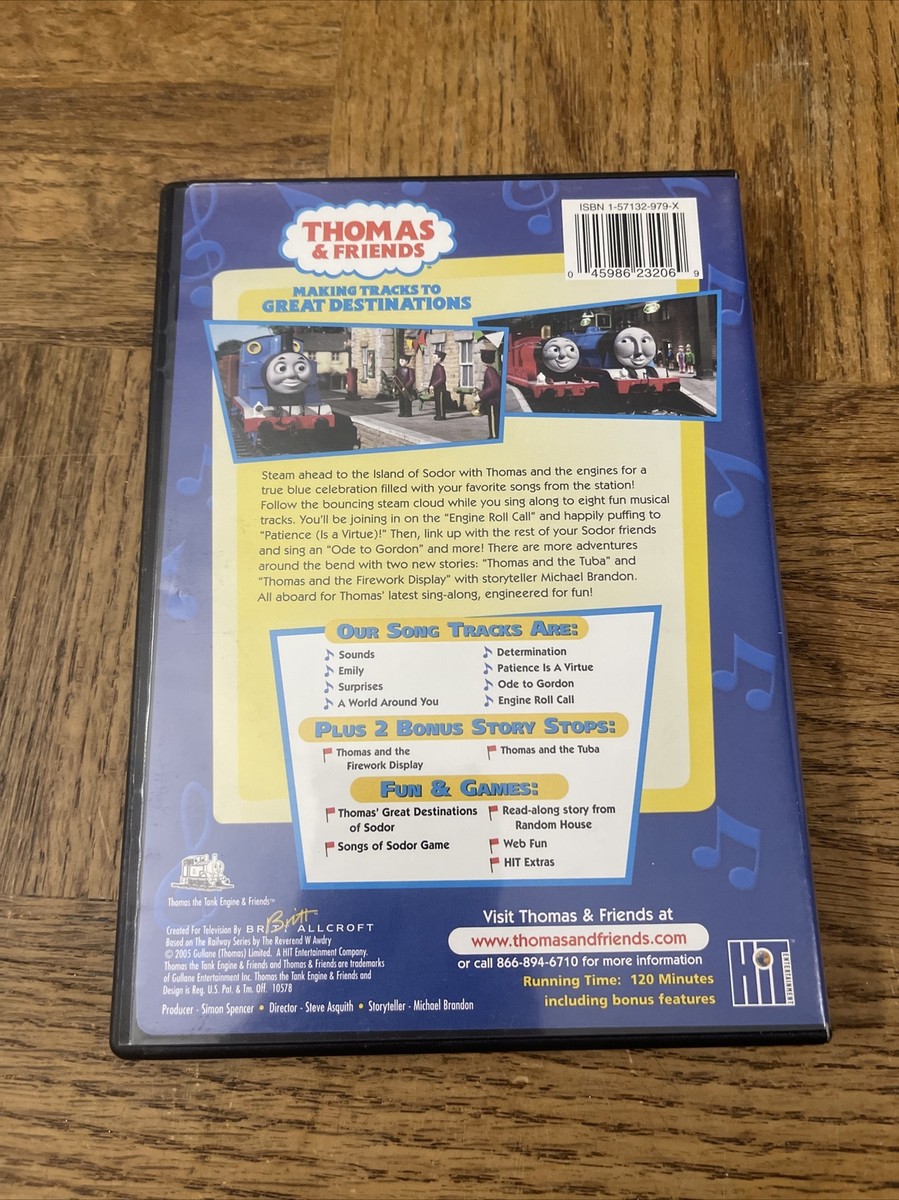 THOMAS
& FRIENDS™
ISBN 1-57132-979-X
0 45986 23206 9
MAKING TRACKS TO
GREAT DESTINATIONS
Steam ahead to the Island of Sodor with Thomas and the engines for a
true blue celebration filled with your favorite songs from the station!
Follow the bouncing steam cloud while you sing along to eight fun musical
tracks. You'll be joining in on the "Engine Roll Call" and happily puffing to
"Patience (Is a Virtue)!" Then, link up with the rest of your Sodor friends
and sing an "Ode to Gordon" and more! There are more adventures
around the bend with two new stories: "Thomas and the Tuba" and
"Thomas and the Firework Display" with storyteller Michael Brandon.
All aboard for Thomas' latest sing-along, engineered for fun!
OUR SONG TRACKS ARE:
Sounds
Emily
Surprises
A World Around You
Determination
Patience Is A Virtue
Ode to Gordon
Engine Roll Call
PLUS 2 BONUS STORY STOPS:
Thomas and the
Firework Display
Thomas and the Tuba
FUN & GAMES:
Thomas' Great Destinations
of Sodor
Songs of Sodor Game
Read-along story from
Random House
Web Fun
HIT Extras
Thomas the Tank Engine & Friends™
Created For Television By BRITT ALLCROFT
Britt
Based on The Railway Series by The Reverend W Awdry
© 2005 Gullane (Thomas) Limited. A HIT Entertainment Company.
Thomas the Tank Engine & Friends and Thomas & Friends are trademarks
of Gullane Entertainment Inc. Thomas the Tank Engine & Friends and
Design is Reg. U.S. Pat. & Tm. Off. 10578
Producer - Simon Spencer • Director - Steve Asquith • Storyteller - Michael Brandon
Visit Thomas & Friends at
www.thomasandfriends.com
or call 866-894-6710 for more information
Running Time: 120 Minutes
including bonus features
HIT
ENTERTAINMENT